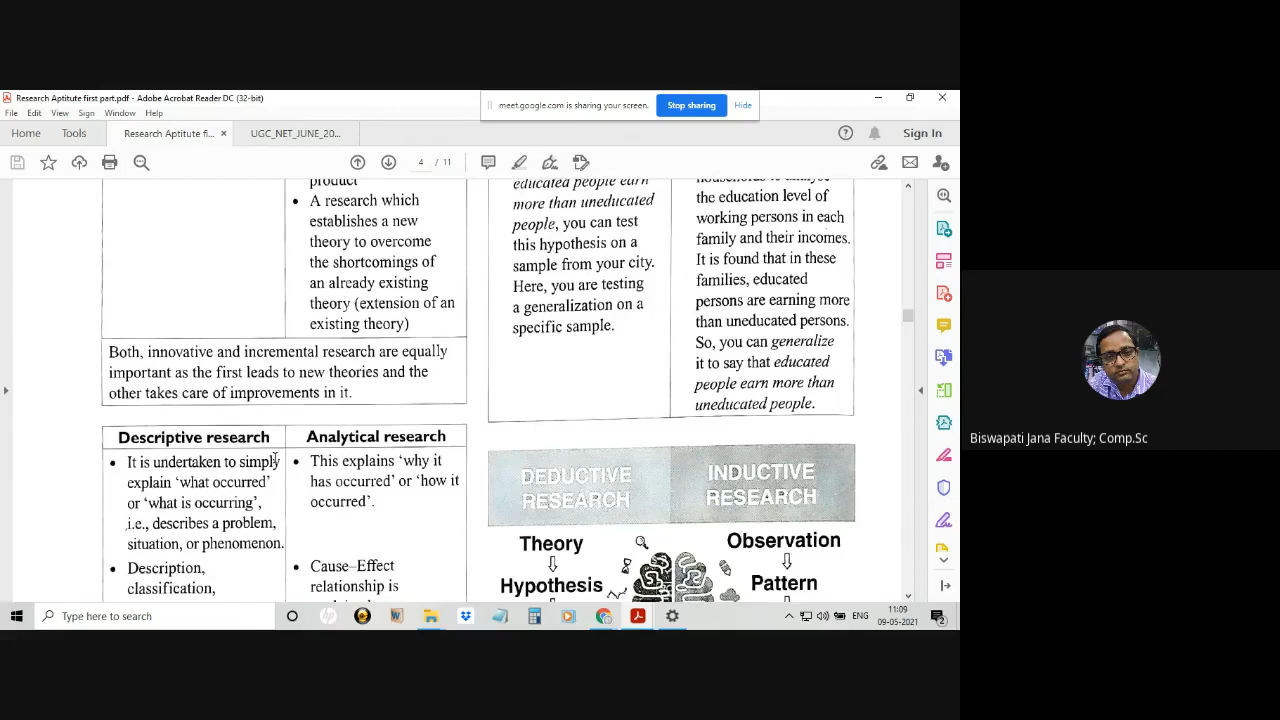 Research Aptitute first part.pdf - Adobe Acrobat Reader DC (32-bit)
meet.google.com is sharing your screen.
Stop sharing
Hide
File Edit View Sign Window Help
Home Tools Research Aptitute fi... × UGC_NET_JUNE_20... Sign In
4 / 11
product
• A research which
establishes a new
theory to overcome
the shortcomings of
an already existing
theory (extension of an
existing theory)
Both, innovative and incremental research are equally
important as the first leads to new theories and the
other takes care of improvements in it.
Descriptive research
Analytical research
• It is undertaken to simply
explain ‘what occurred’
or ‘what is occurring’,
i.e., describes a problem,
situation, or phenomenon.
• Description,
classification,
• This explains ‘why it
has occurred’ or ‘how it
occurred’.
• Cause–Effect
relationship is
educated people earn
more than uneducated
people, you can test
this hypothesis on a
sample from your city.
Here, you are testing
a generalization on a
specific sample.
households to analyse
the education level of
working persons in each
family and their incomes.
It is found that in these
families, educated
persons are earning more
than uneducated persons.
So, you can generalize
it to say that educated
people earn more than
uneducated people.
DEDUCTIVE
RESEARCH
INDUCTIVE
RESEARCH
Theory
Hypothesis
Observation
Pattern
Type here to search
ENG
11:09
09-05-2021
2
Biswapati Jana Faculty; Comp.Sc